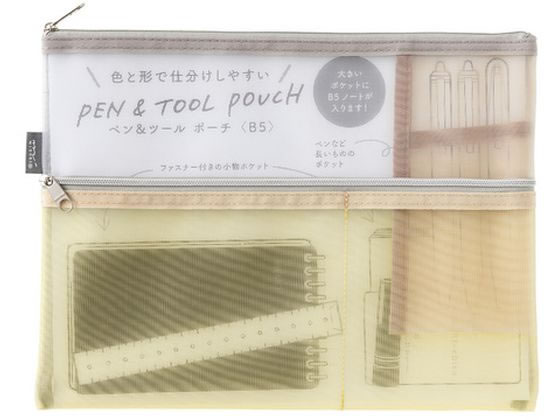 色と形で仕分けしやすい
PEN & TOOL POUCH
ペン&ツール ポーチ〈B5〉
大きい
ポケットに
B5ノートが
入ります!
ペンなど
長いものの
ポケット
ファスナー付きの小物ポケット